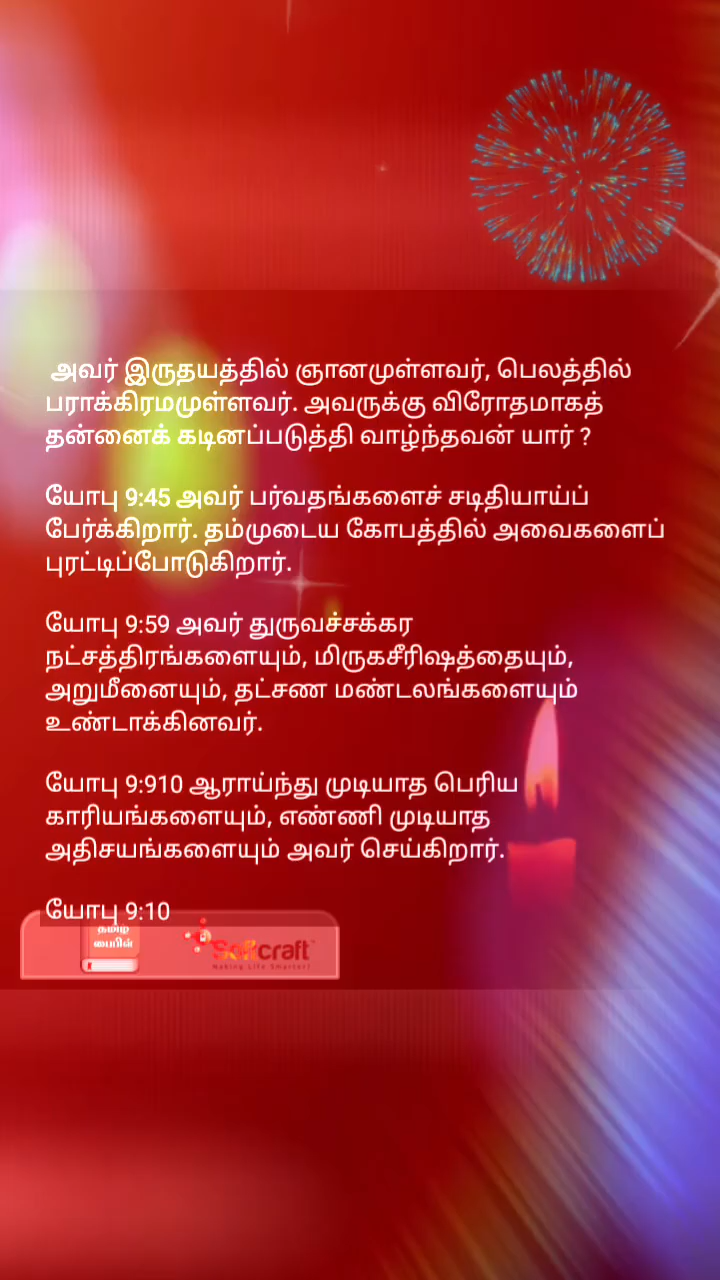 அவர் இருதயத்தில் ஞானமுள்ளவர், பெலத்தில்
பராக்கிரமமுள்ளவர். அவருக்கு விரோதமாகத்
தன்னைக் கடினப்படுத்தி வாழ்ந்தவன் யார் ?
யோபு 9:45 அவர் பர்வதங்களைச் சடிதியாய்ப்
பேர்க்கிறார். தம்முடைய கோபத்தில் அவைகளைப்
புரட்டிப்போடுகிறார்.
யோபு 9:59 அவர் துருவச்சக்கர
நட்சத்திரங்களையும், மிருகசீரிஷத்தையும்,
அறுமீனையும், தட்சண மண்டலங்களையும்
உண்டாக்கினவர்.
யோபு 9:910 ஆராய்ந்து முடியாத பெரிய
காரியங்களையும், எண்ணி முடியாத
அதிசயங்களையும் அவர் செய்கிறார்.
யோபு 9:10
தமிழ்
பைபிள்
Softcraft™
Making Life Smarter!